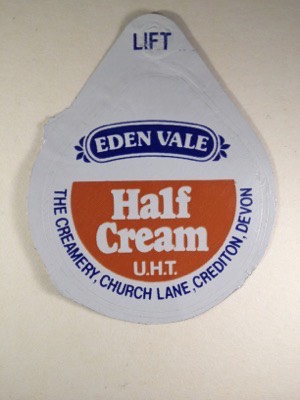 LIFT
EDEN VALE
Half
Cream
U.H.T.
THE CREAMERY, CHURCH LANE, CREDITON, DEVON